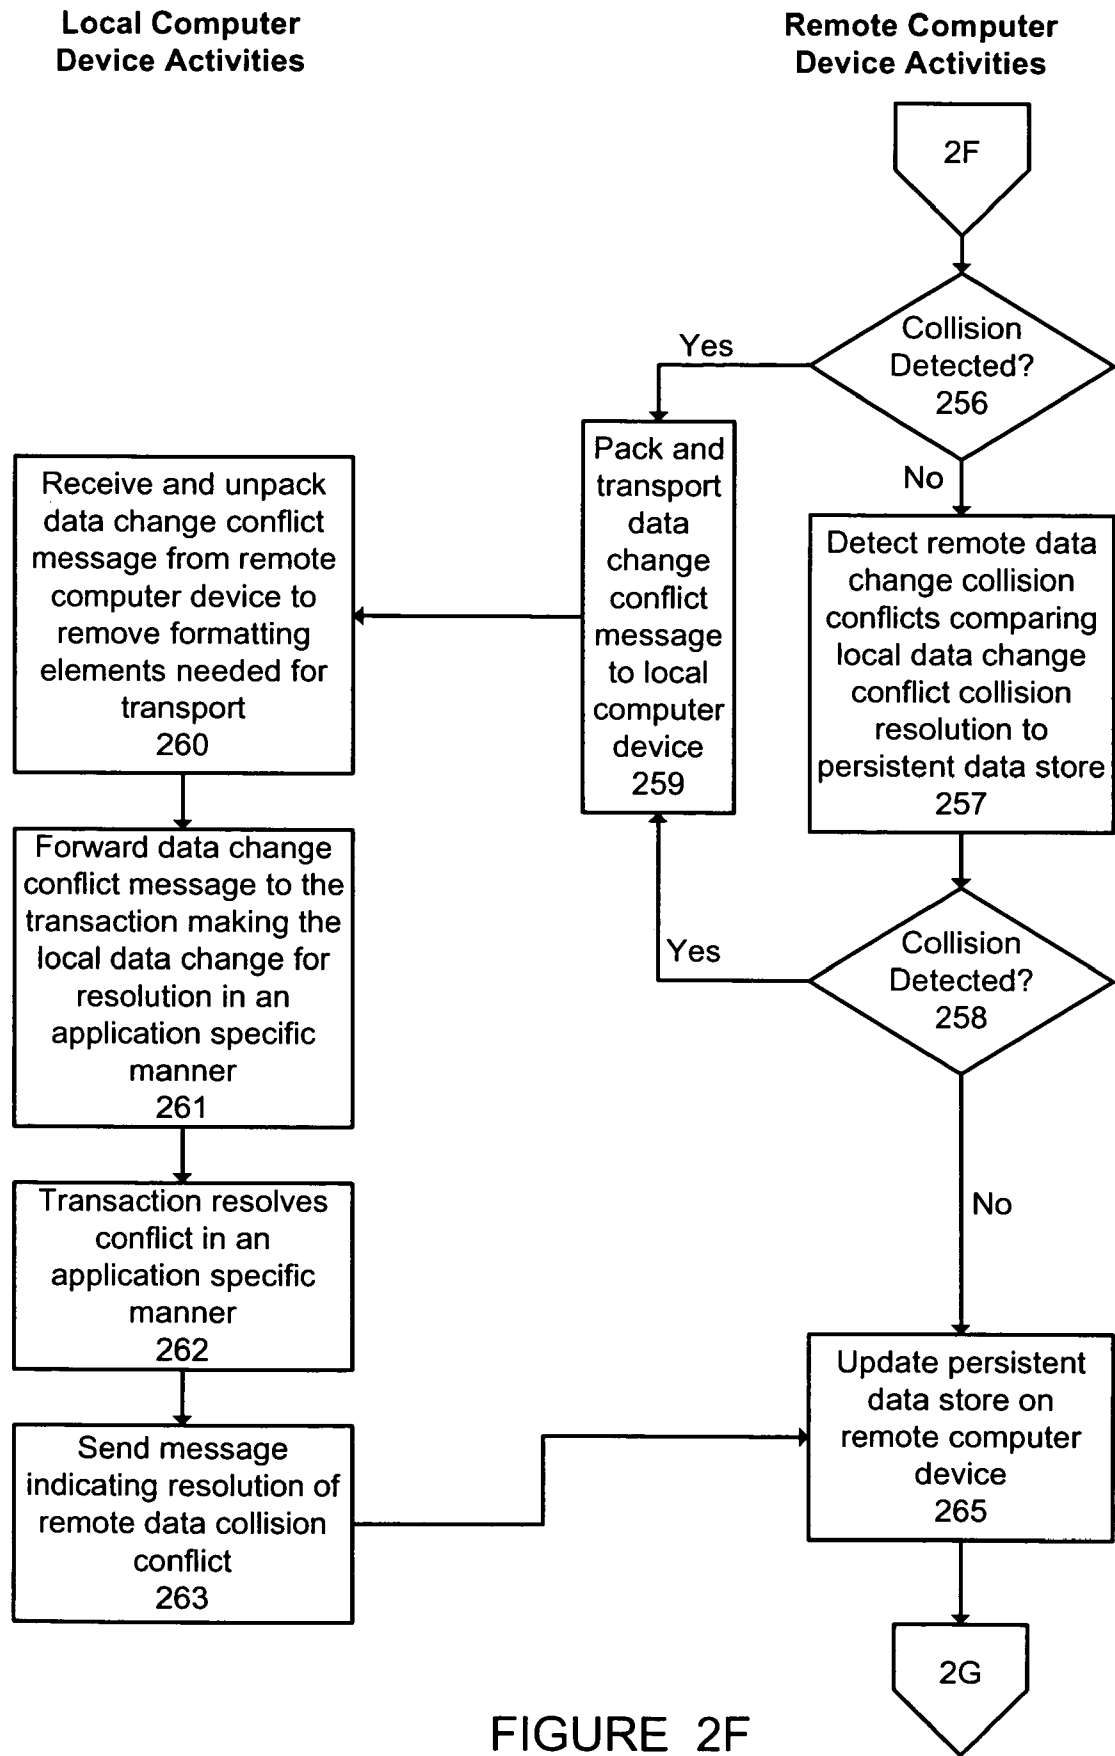 Local Computer
Device Activities
Remote Computer
Device Activities
2F
Collision
Detected?
256
Yes
No
Pack and
transport
data
change
conflict
message
to local
computer
device
259
Detect remote data
change collision
conflicts comparing
local data change
conflict collision
resolution to
persistent data store
257
Receive and unpack
data change conflict
message from remote
computer device to
remove formatting
elements needed for
transport
260
Forward data change
conflict message to the
transaction making the
local data change for
resolution in an
application specific
manner
261
Yes
Collision
Detected?
258
No
Transaction resolves
conflict in an
application specific
manner
262
Update persistent
data store on
remote computer
device
265
Send message
indicating resolution of
remote data collision
conflict
263
2G
FIGURE 2F